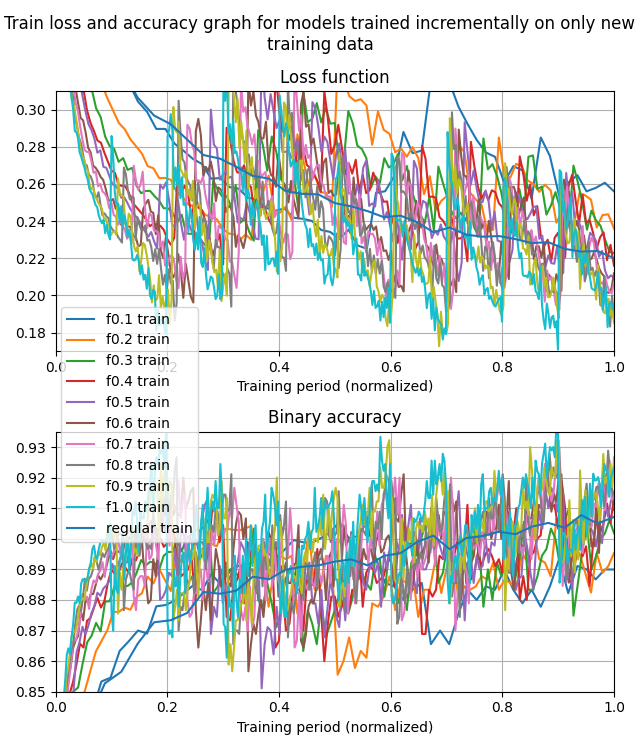 Train loss and accuracy graph for models trained incrementally on only new
training data
Loss function
0.30
0.28
0.26
0.24
0.22
0.20
0.18
0.0 0.2 0.4 0.6 0.8 1.0
Training period (normalized)
f0.1 train
f0.2 train
f0.3 train
f0.4 train
f0.5 train
f0.6 train
f0.7 train
f0.8 train
f0.9 train
f1.0 train
regular train
Binary accuracy
0.93
0.92
0.91
0.90
0.89
0.88
0.87
0.86
0.85
0.0 0.2 0.4 0.6 0.8 1.0
Training period (normalized)